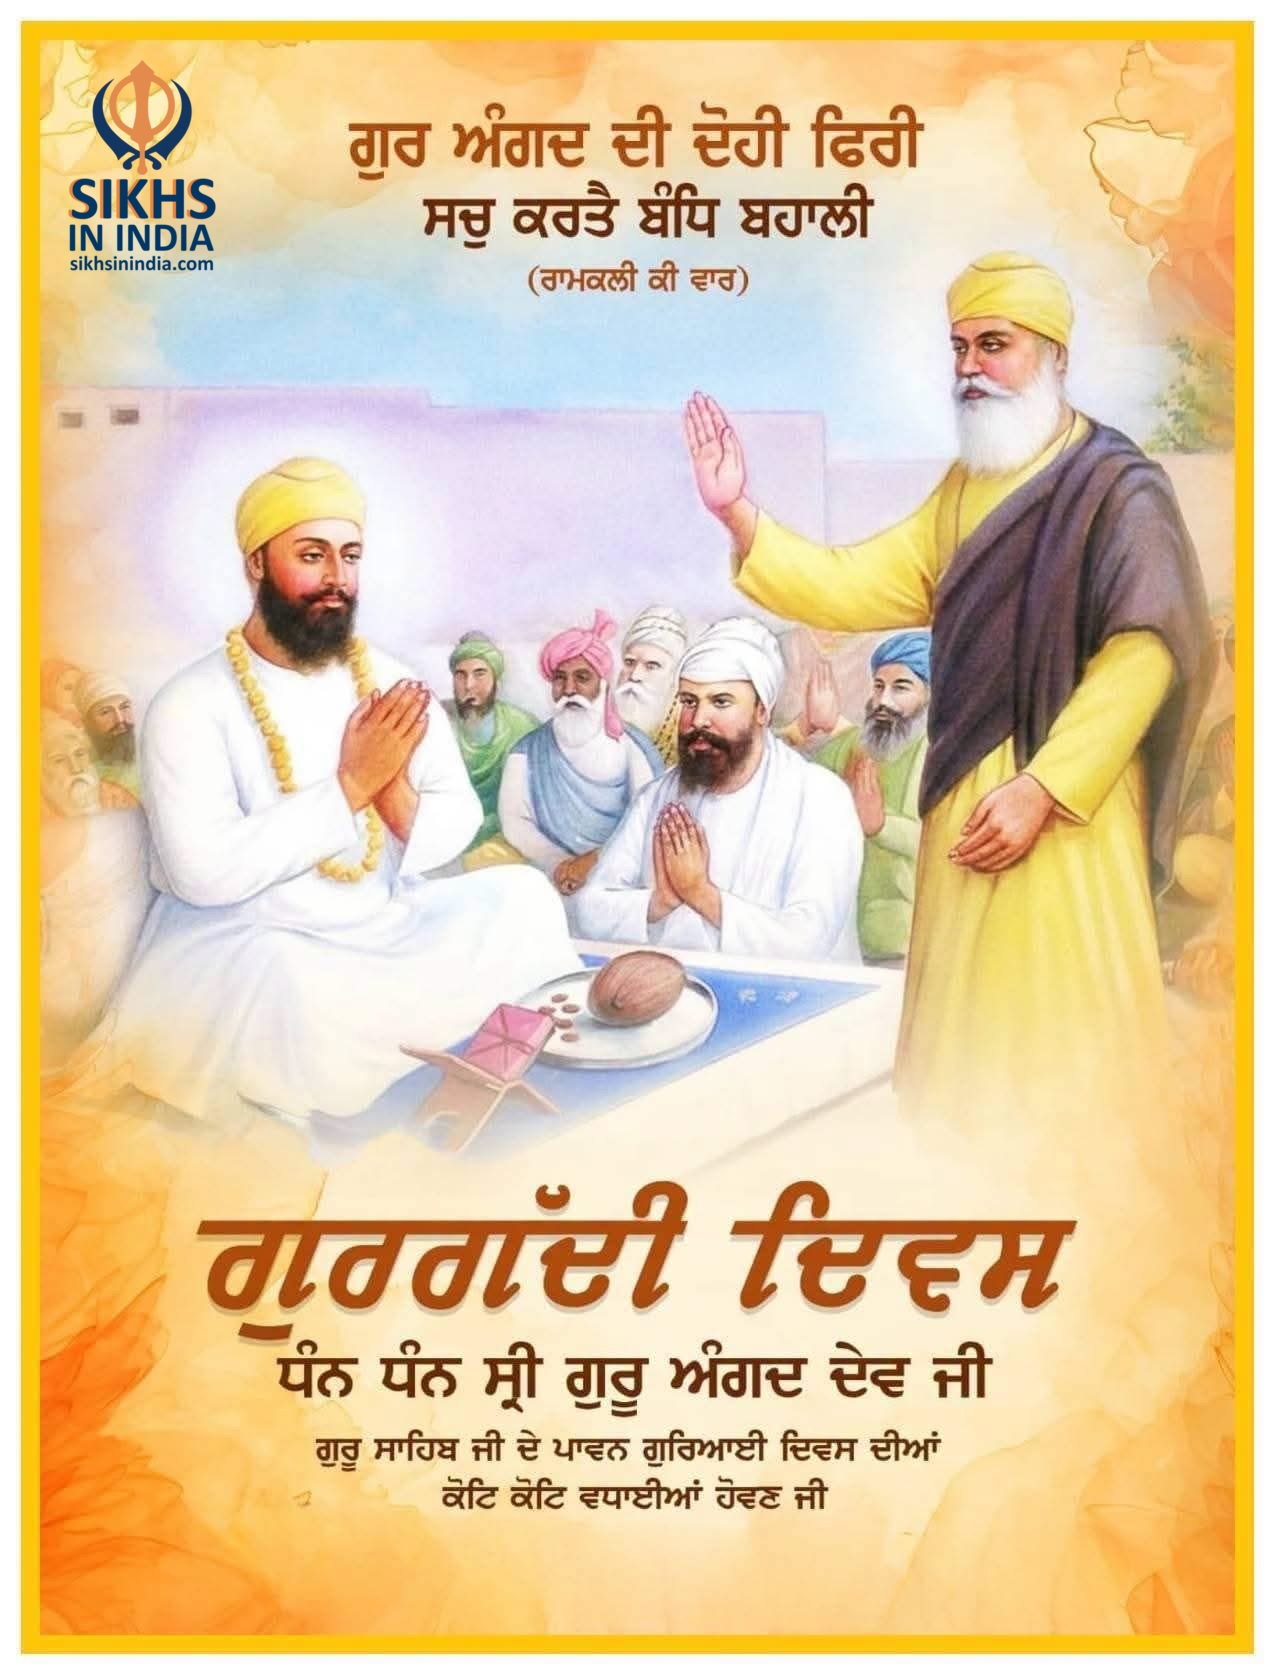 SIKHS
IN INDIA
sikhsinindia.com
ਗੁਰ ਅੰਗਦ ਦੀ ਦੋਹੀ ਫਿਰੀ
ਸਚੁ ਕਰਤੈ ਬੰਧਿ ਬਹਾਲੀ
(ਰਾਮਕਲੀ ਕੀ ਵਾਰ)
ਗੁਰਗੱਦੀ ਦਿਵਸ
ਧੰਨ ਧੰਨ ਸ੍ਰੀ ਗੁਰੂ ਅੰਗਦ ਦੇਵ ਜੀ
ਗੁਰੂ ਸਾਹਿਬ ਜੀ ਦੇ ਪਾਵਨ ਗੁਰਿਆਈ ਦਿਵਸ ਦੀਆਂ
ਕੋਟਿ ਕੋਟਿ ਵਧਾਈਆਂ ਹੋਵਣ ਜੀ